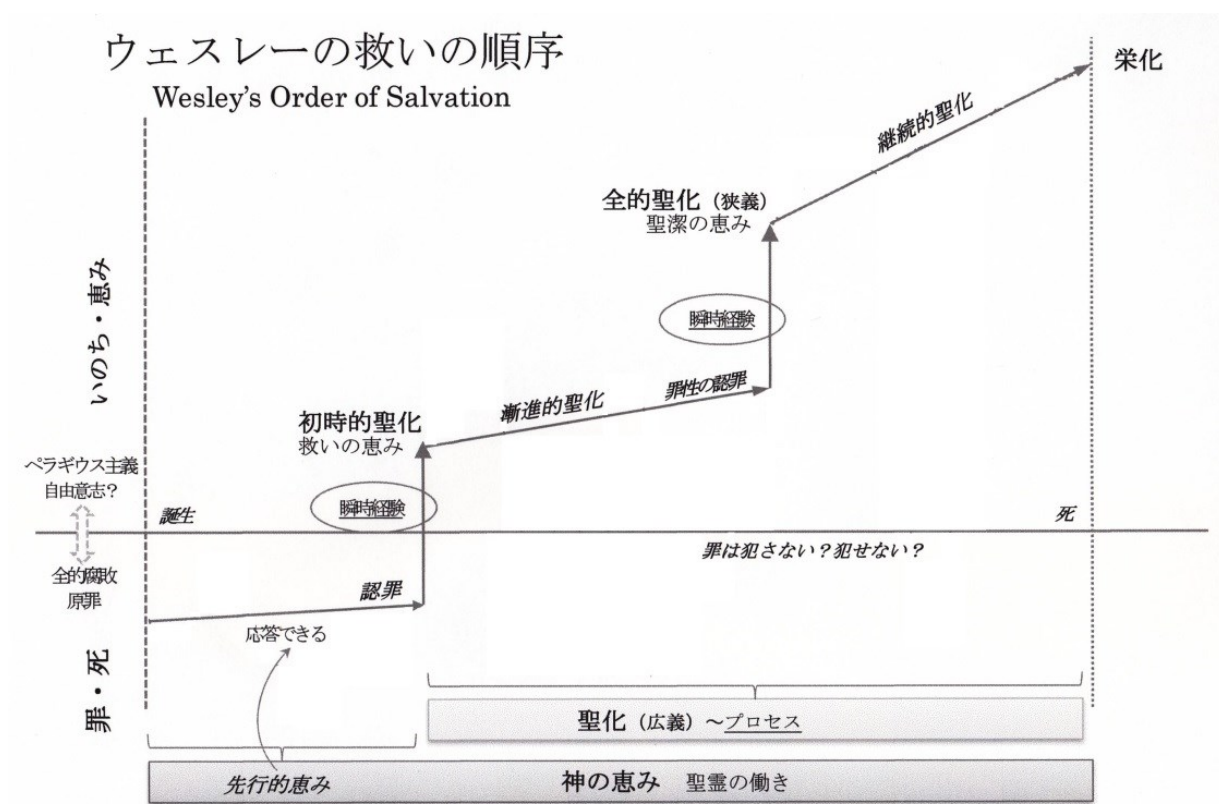 ウェスレーの救いの順序
Wesley's Order of Salvation
栄化
継続的聖化
全的聖化（狭義）
聖潔の恵み
いのち・恵み
瞬時経験
罪性の認罪
漸進的聖化
初時的聖化
救いの恵み
ペラギウス主義
自由意志？
瞬時経験
誕生
死
罪は犯さない？犯せない？
全的腐敗
原罪
認罪
応答できる
罪・死
聖化（広義）～プロセス
先行的恵み
神の恵み 聖霊の働き